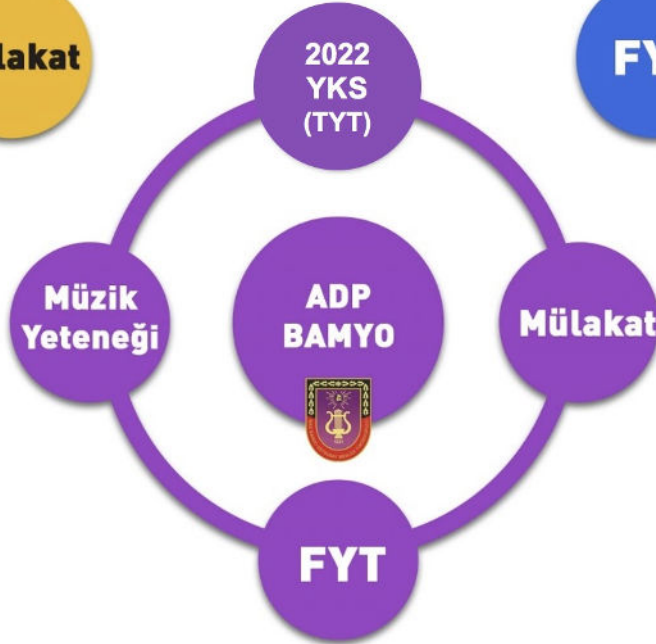 lakat
2022
YKS
(TYT)
FY
Müzik
Yeteneği
ADP
BAMYO
Mülakat
FYT